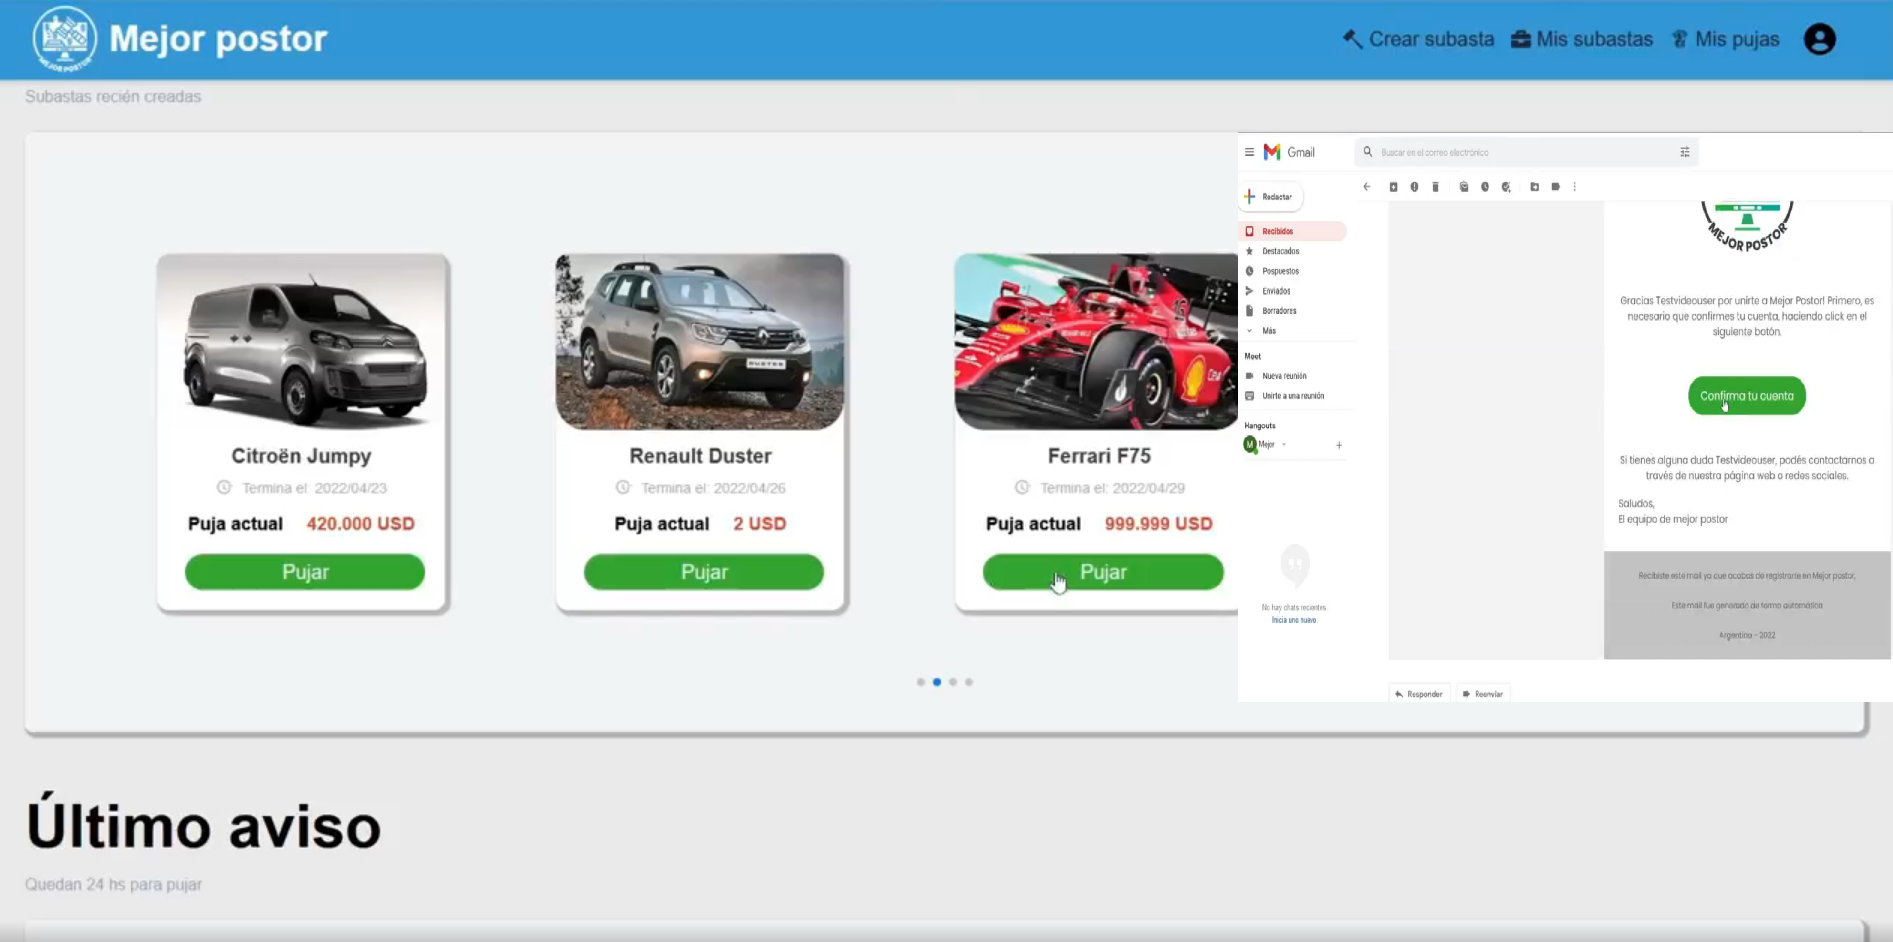 Mejor postor
MEJOR POSTOR
Crear subasta
Mis subastas
Mis pujas
Subastas recién creadas
Citroën Jumpy
Termina el: 2022/04/23
Puja actual 420.000 USD
Pujar
DUSTER
Renault Duster
Termina el: 2022/04/26
Puja actual 2 USD
Pujar
Ferrari F75
Termina el: 2022/04/29
Puja actual 999.999 USD
Pujar
Gmail
Buscar en el correo electrónico
Redactar
Recibidos
Destacados
Pospuestos
Enviados
Borradores
Más
Meet
Nueva reunión
Unirte a una reunión
Hangouts
M Mejor
No hay chats recientes
Inicia uno nuevo
MEJOR POSTOR
Gracias Testvideouser por unirte a Mejor Postor! Primero, es
necesario que confirmes tu cuenta, haciendo click en el
siguiente botón.
Confirma tu cuenta
Si tienes alguna duda Testvideouser, podés contactarnos a
través de nuestra página web o redes sociales.
Saludos,
El equipo de mejor postor
Recibiste este mail ya que acabas de registrarte en Mejor postor,
Este mail fue generado de forma automática
Argentina - 2022
Responder
Reenviar
Último aviso
Quedan 24 hs para pujar